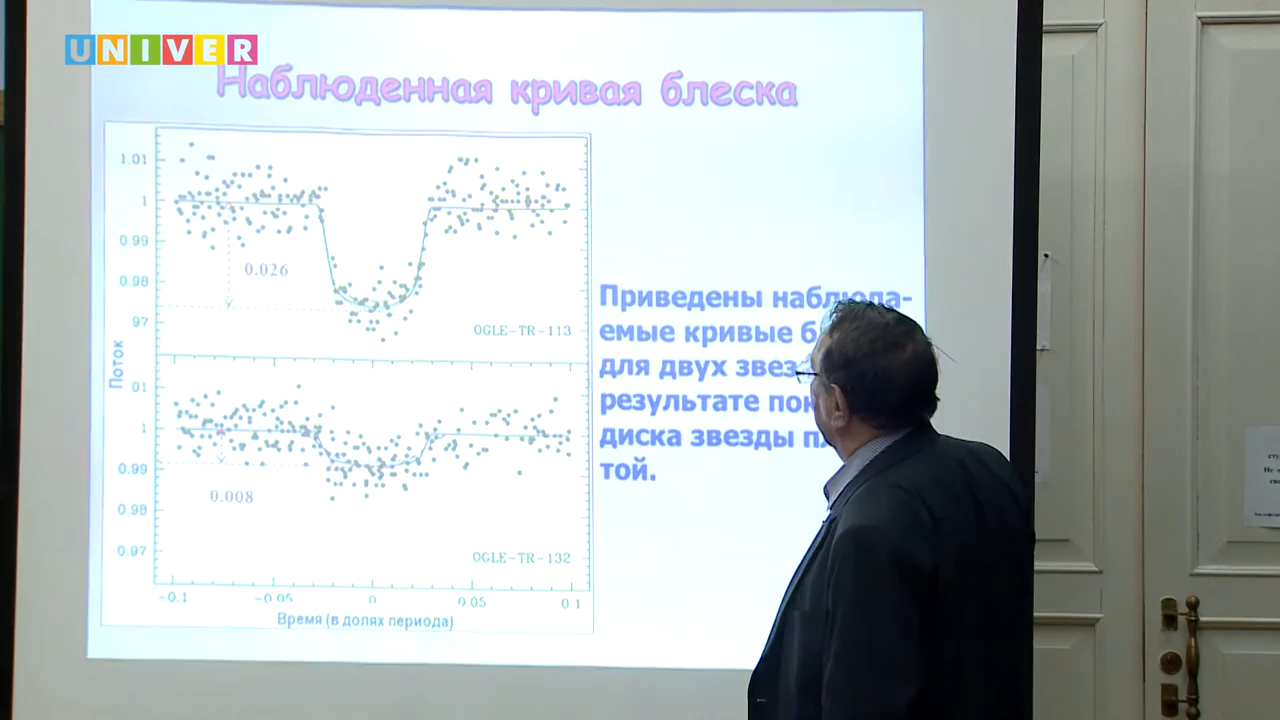 UNIVER
Наблюденная кривая блеска
1.01
1
0.99
0.98
97
0.026
OGLE-TR-113
Поток
01
1
0.99
0.98
0.97
0.008
OGLE-TR-132
-0.1
-0.05
0
0.05
0.1
Время (в долях периода)
Приведены наблюда-
емые кривые
для двух
результате
диска звезды
той.